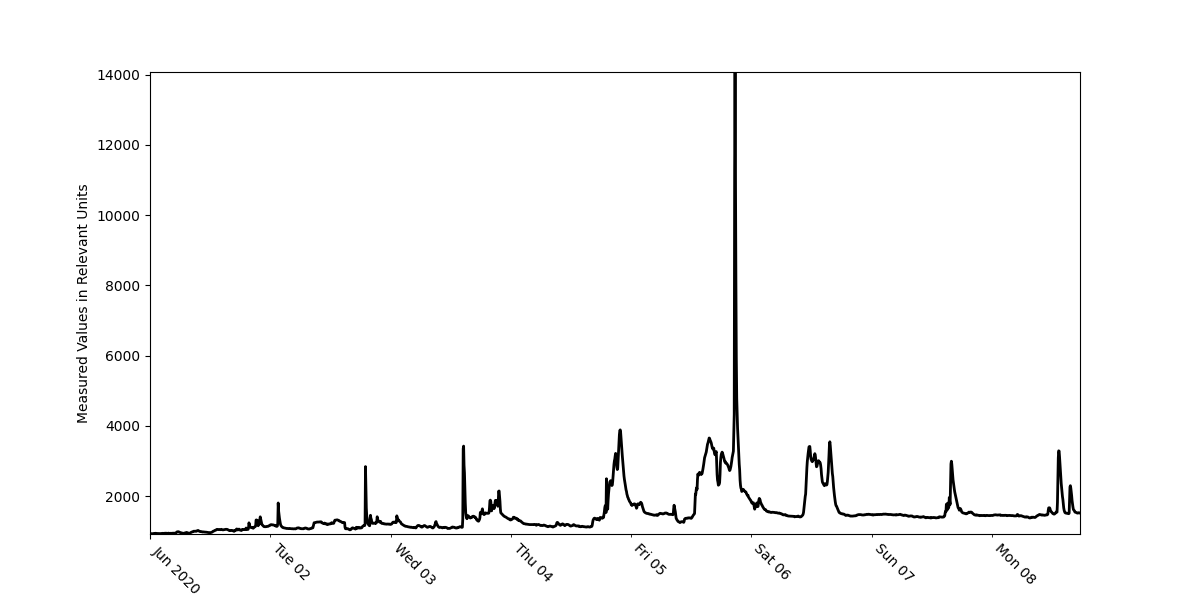 14000
12000
10000
8000
6000
4000
2000
Measured Values in Relevant Units
Jun 2020
Tue 02
Wed 03
Thu 04
Fri 05
Sat 06
Sun 07
Mon 08